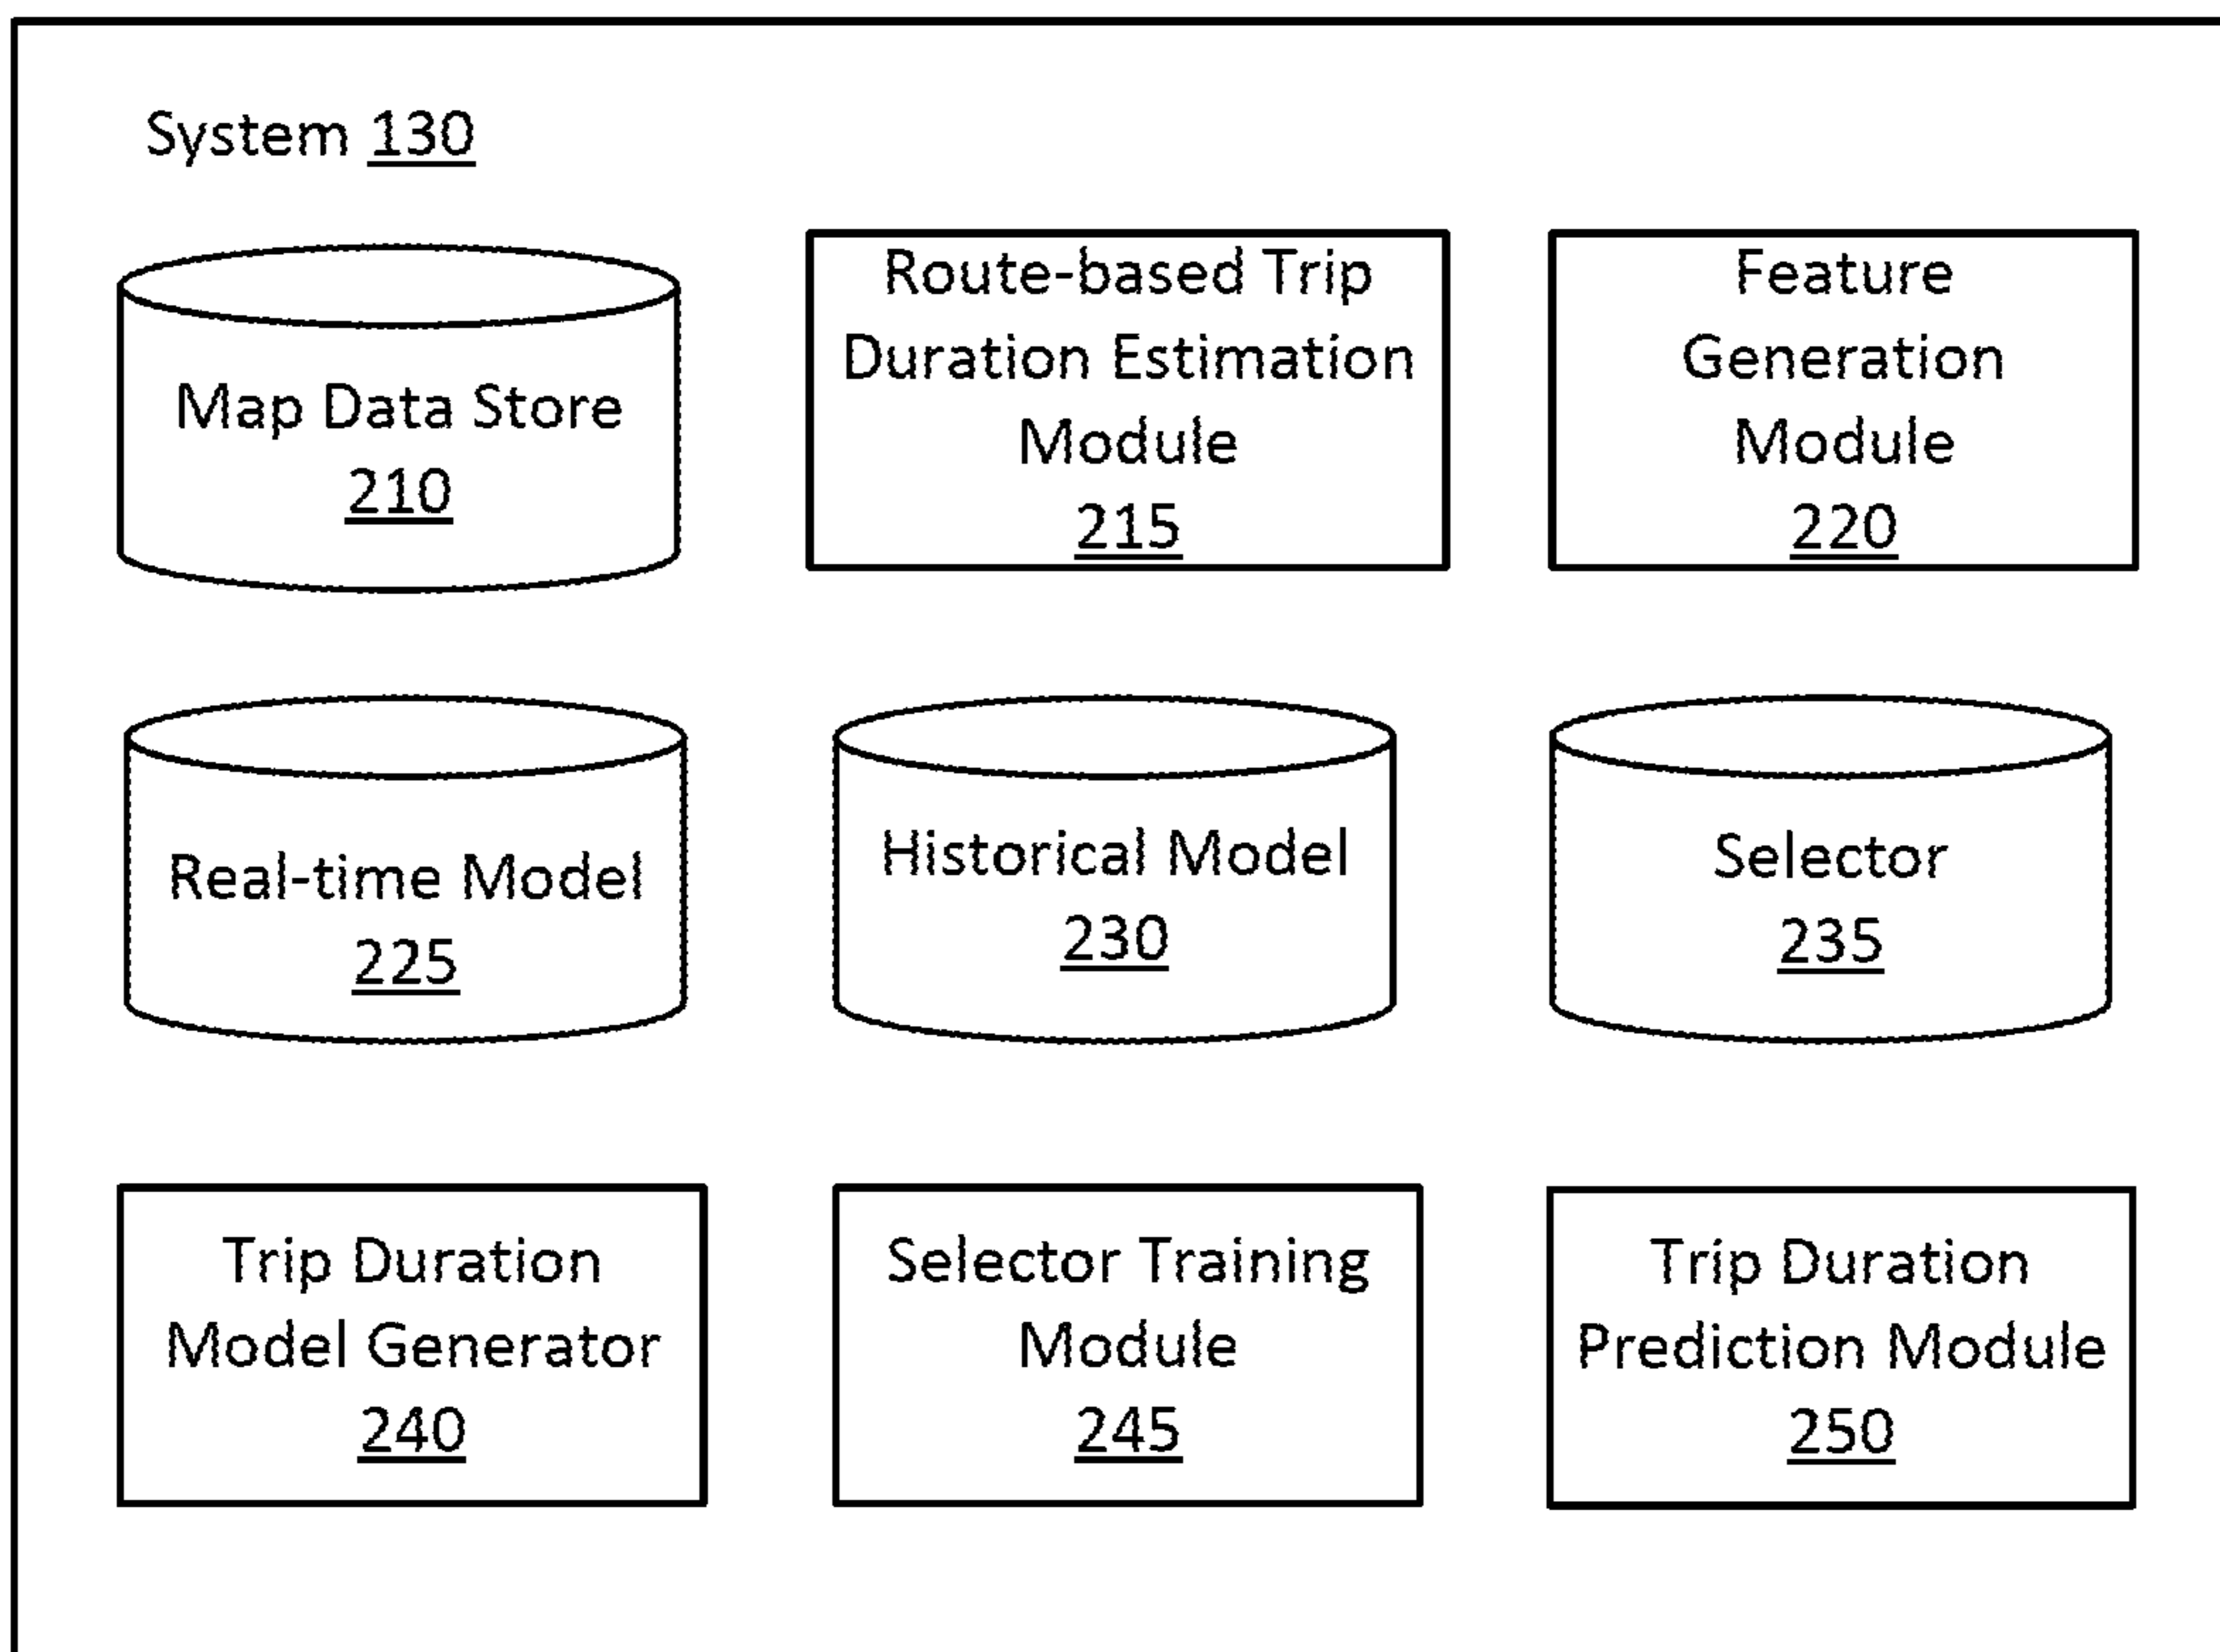 System 130
Map Data Store
210
Route-based Trip
Duration Estimation
Module
215
Feature
Generation
Module
220
Real-time Model
225
Historical Model
230
Selector
235
Trip Duration
Model Generator
240
Selector Training
Module
245
Trip Duration
Prediction Module
250